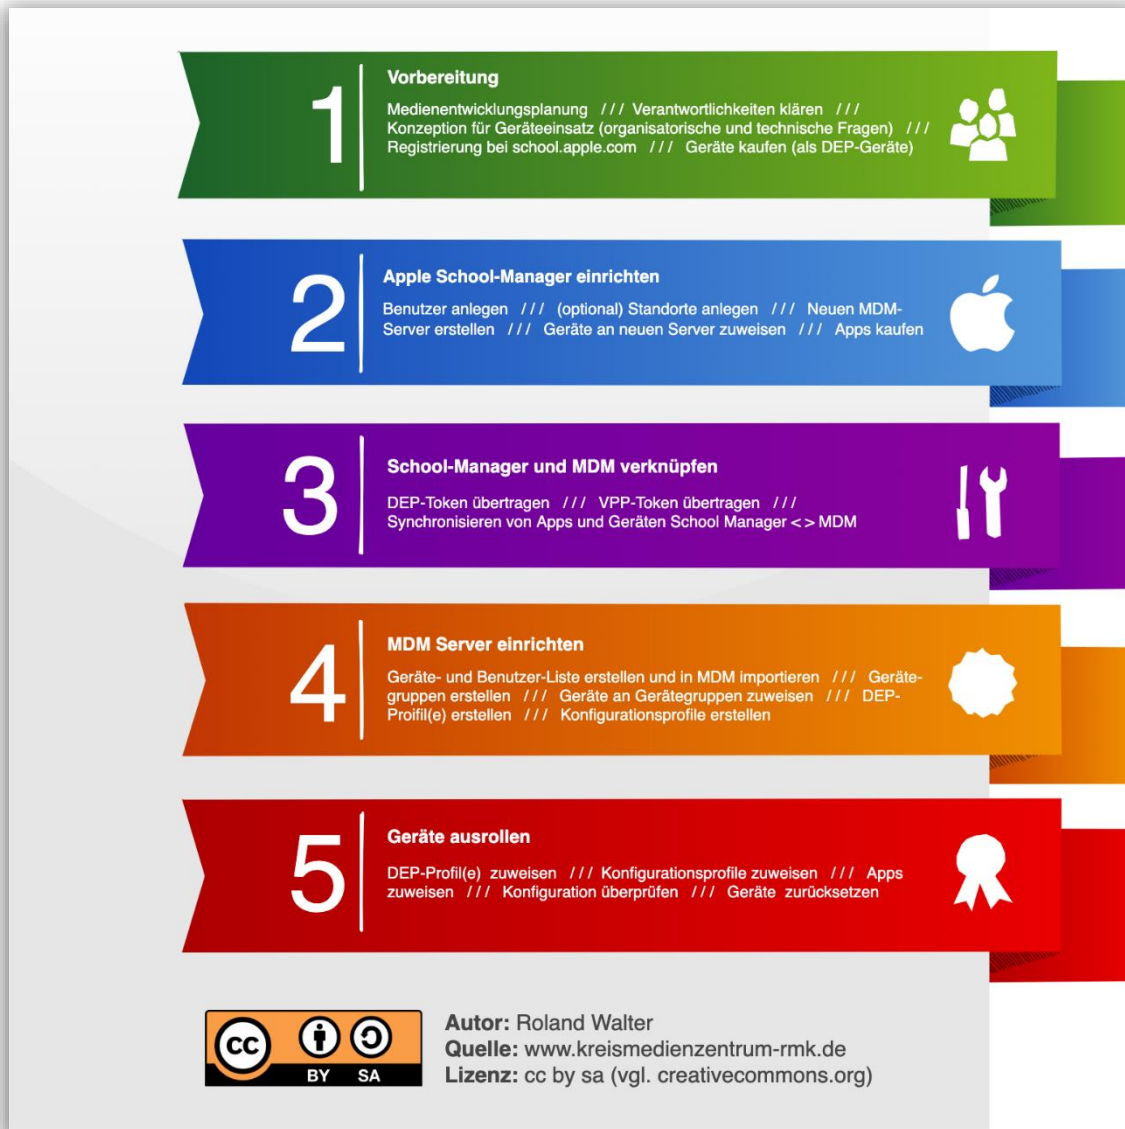 1
Vorbereitung
Medienentwicklungsplanung /// Verantwortlichkeiten klären ///
Konzeption für Geräteeinsatz (organisatorische und technische Fragen) ///
Registrierung bei school.apple.com /// Geräte kaufen (als DEP-Geräte)
2
Apple School-Manager einrichten
Benutzer anlegen /// (optional) Standorte anlegen /// Neuen MDM-
Server erstellen /// Geräte an neuen Server zuweisen /// Apps kaufen
3
School-Manager und MDM verknüpfen
DEP-Token übertragen /// VPP-Token übertragen ///
Synchronisieren von Apps und Geräten School Manager < > MDM
4
MDM Server einrichten
Geräte- und Benutzer-Liste erstellen und in MDM importieren /// Geräte-
gruppen erstellen /// Geräte an Gerätegruppen zuweisen /// DEP-
Proifil(e) erstellen /// Konfigurationsprofile erstellen
5
Geräte ausrollen
DEP-Profil(e) zuweisen /// Konfigurationsprofile zuweisen /// Apps
zuweisen /// Konfiguration überprüfen /// Geräte zurücksetzen
cc
BY SA
Autor: Roland Walter
Quelle: www.kreismedienzentrum-rmk.de
Lizenz: cc by sa (vgl. creativecommons.org)